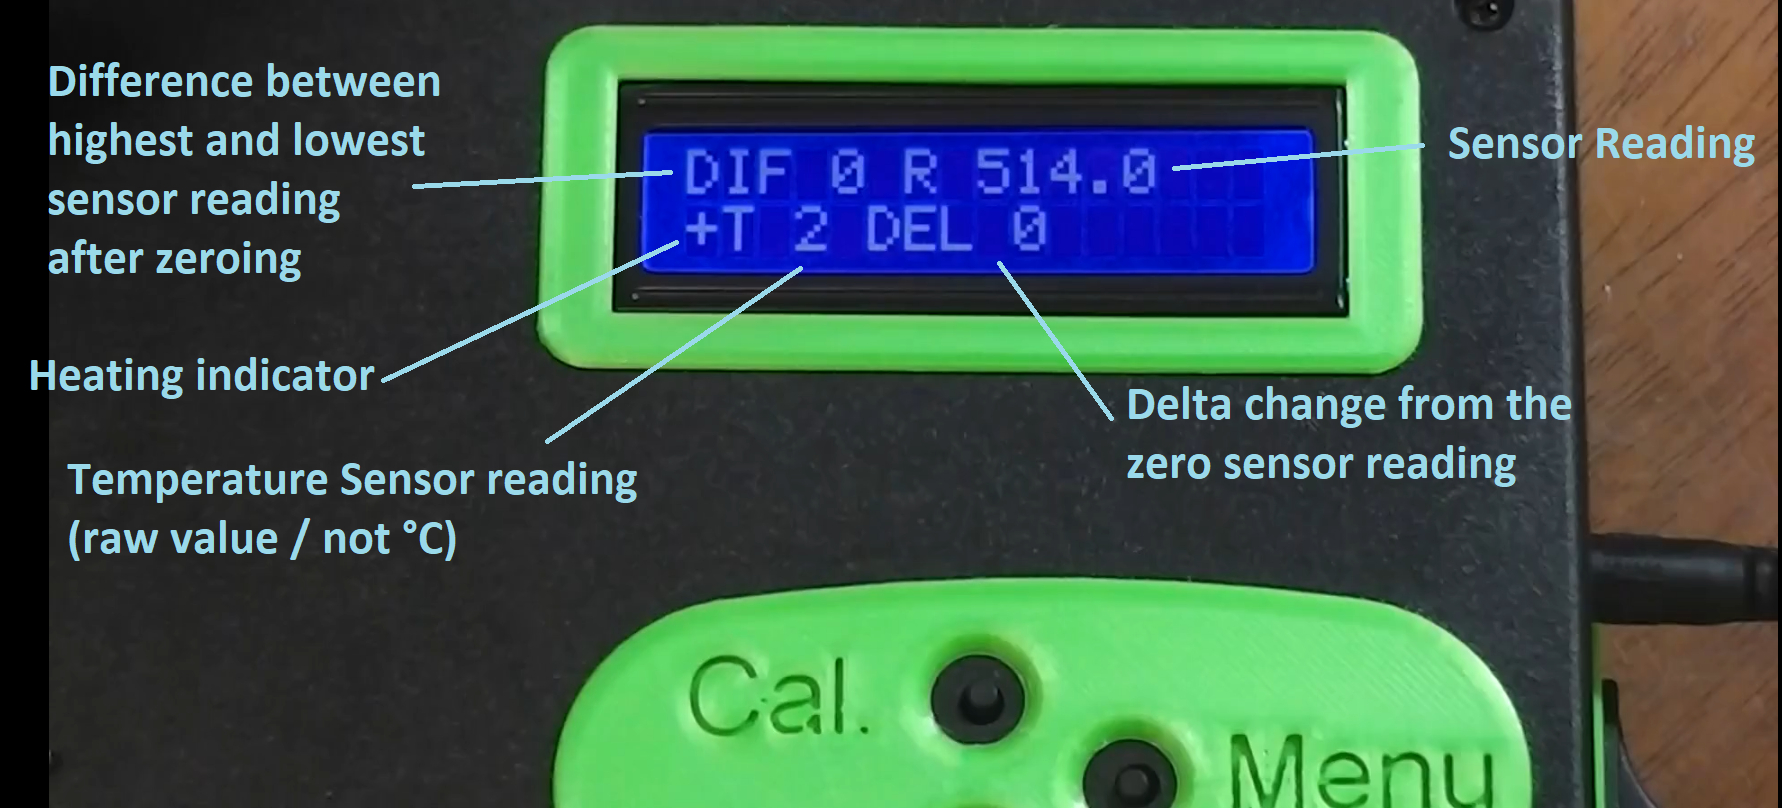 Difference between
highest and lowest
sensor reading
after zeroing
DIF 0 R 514.0
+T 2 DEL 0
Sensor Reading
Heating indicator
Temperature Sensor reading
(raw value / not °C)
Delta change from the
zero sensor reading
Cal.
Menu